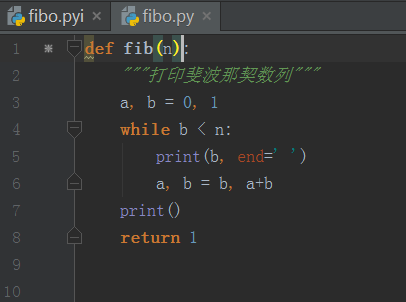 fibo.pyi × fibo.py ×
1 def fib(n):
2 """打印斐波那契数列"""
3 a, b = 0, 1
4 while b < n:
5 print(b, end=' ')
6 a, b = b, a+b
7 print()
8 return 1
9
10